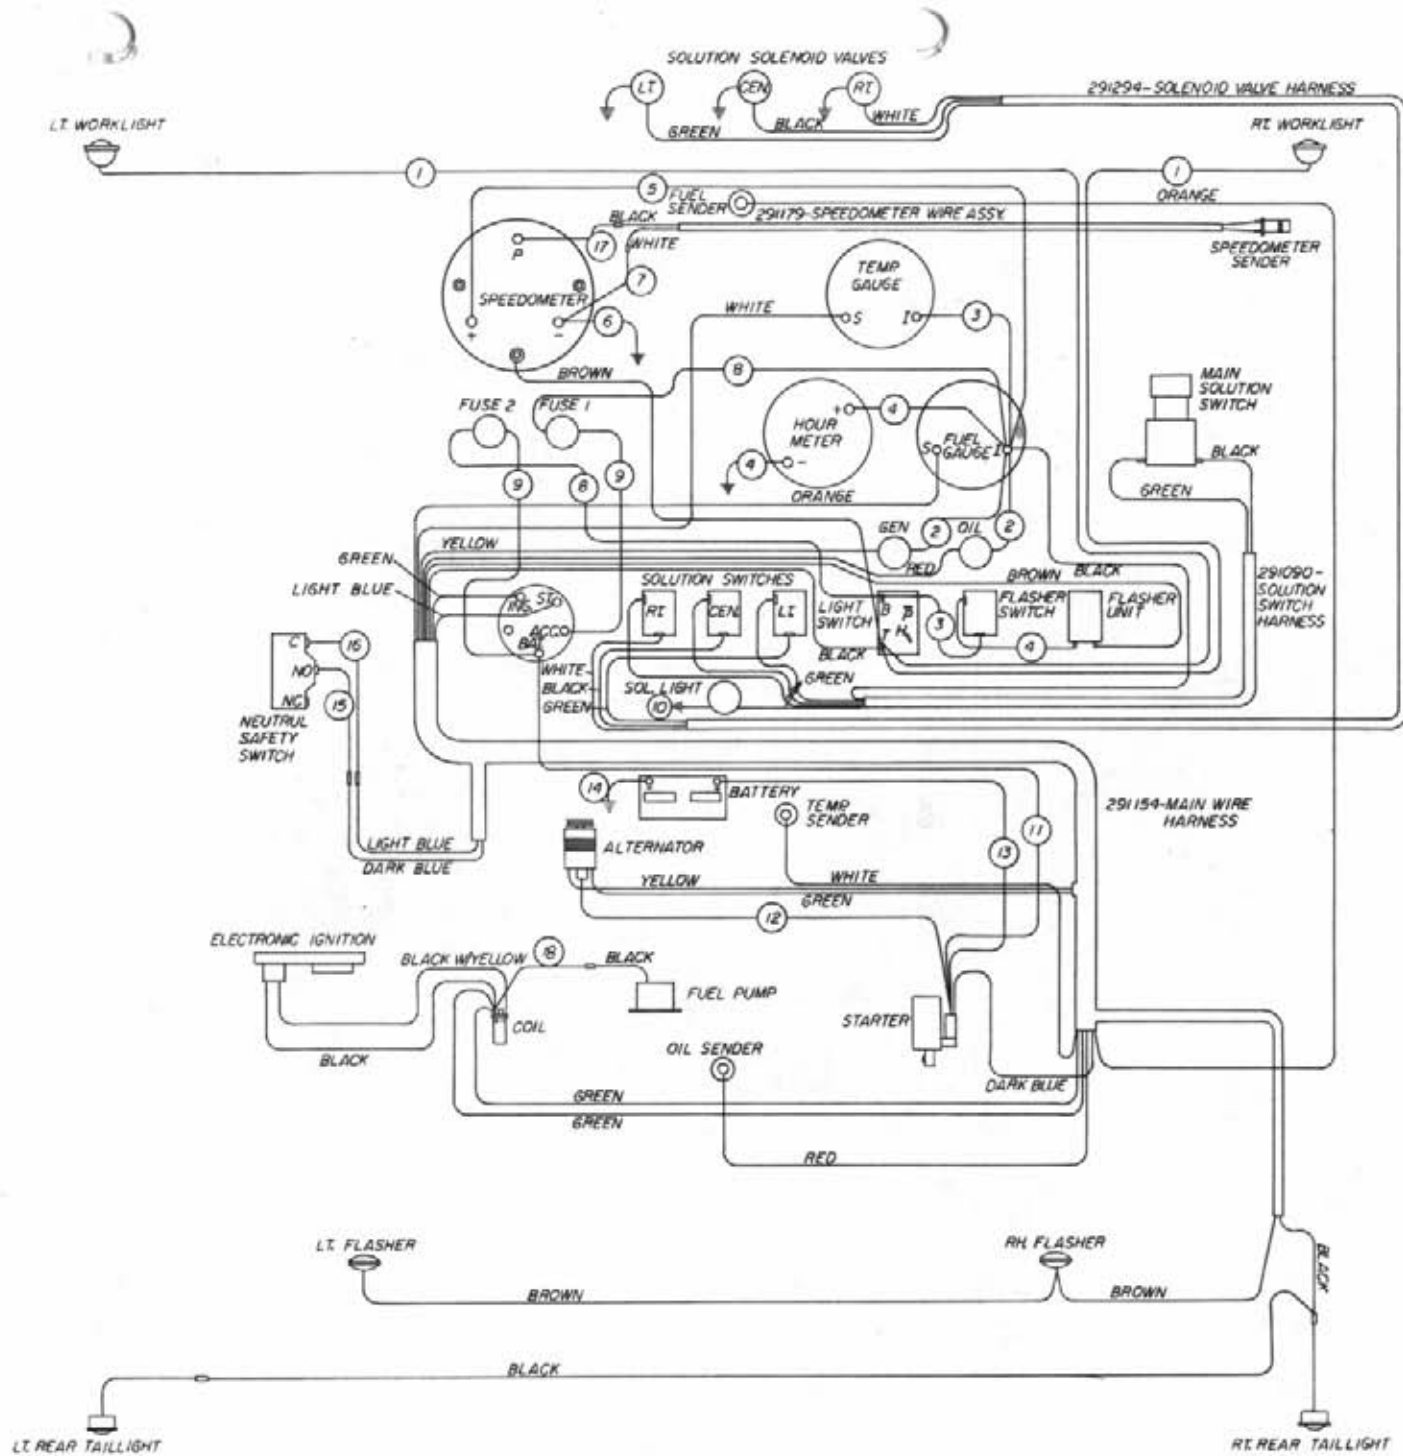 SOLUTION SOLENOID VALVES
LT.
CEN.
RT.
291294-SOLENOID VALVE HARNESS
WHITE
BLACK
GREEN
LT. WORKLIGHT
RT. WORKLIGHT
1
1
5
FUEL SENDER
ORANGE
BLACK
291179-SPEEDOMETER WIRE ASSY.
17
WHITE
P
SPEEDOMETER SENDER
TEMP GAUGE
7
SPEEDOMETER
WHITE
S
I
3
+
-
6
BROWN
8
MAIN SOLUTION SWITCH
FUSE 2
FUSE 1
+
4
HOUR METER
S
FUEL GAUGE
I
BLACK
4
-
9
8
9
ORANGE
GREEN
GEN
2
OIL
2
YELLOW
RED
GREEN
BROWN
BLACK
291090-SOLUTION SWITCH HARNESS
LIGHT BLUE
SOLUTION SWITCHES
LIGHT SWITCH
FLASHER SWITCH
FLASHER UNIT
ING.
ST.
ACC.
BAT.
RT.
CEN.
LT.
B
T
H
3
4
C
16
NO
NC
15
WHITE
BLACK
GREEN
BLACK
GREEN
SOL. LIGHT
10
NEUTRUL SAFETY SWITCH
14
BATTERY
TEMP. SENDER
291154-MAIN WIRE HARNESS
11
13
ALTERNATOR
LIGHT BLUE
DARK BLUE
YELLOW
WHITE
GREEN
12
ELECTRONIC IGNITION
BLACK W/YELLOW
18
BLACK
FUEL PUMP
STARTER
COIL
BLACK
OIL SENDER
DARK BLUE
GREEN
GREEN
RED
LT. FLASHER
RH. FLASHER
BLACK
BROWN
BROWN
BLACK
LT. REAR TAILLIGHT
RT. REAR TAILLIGHT